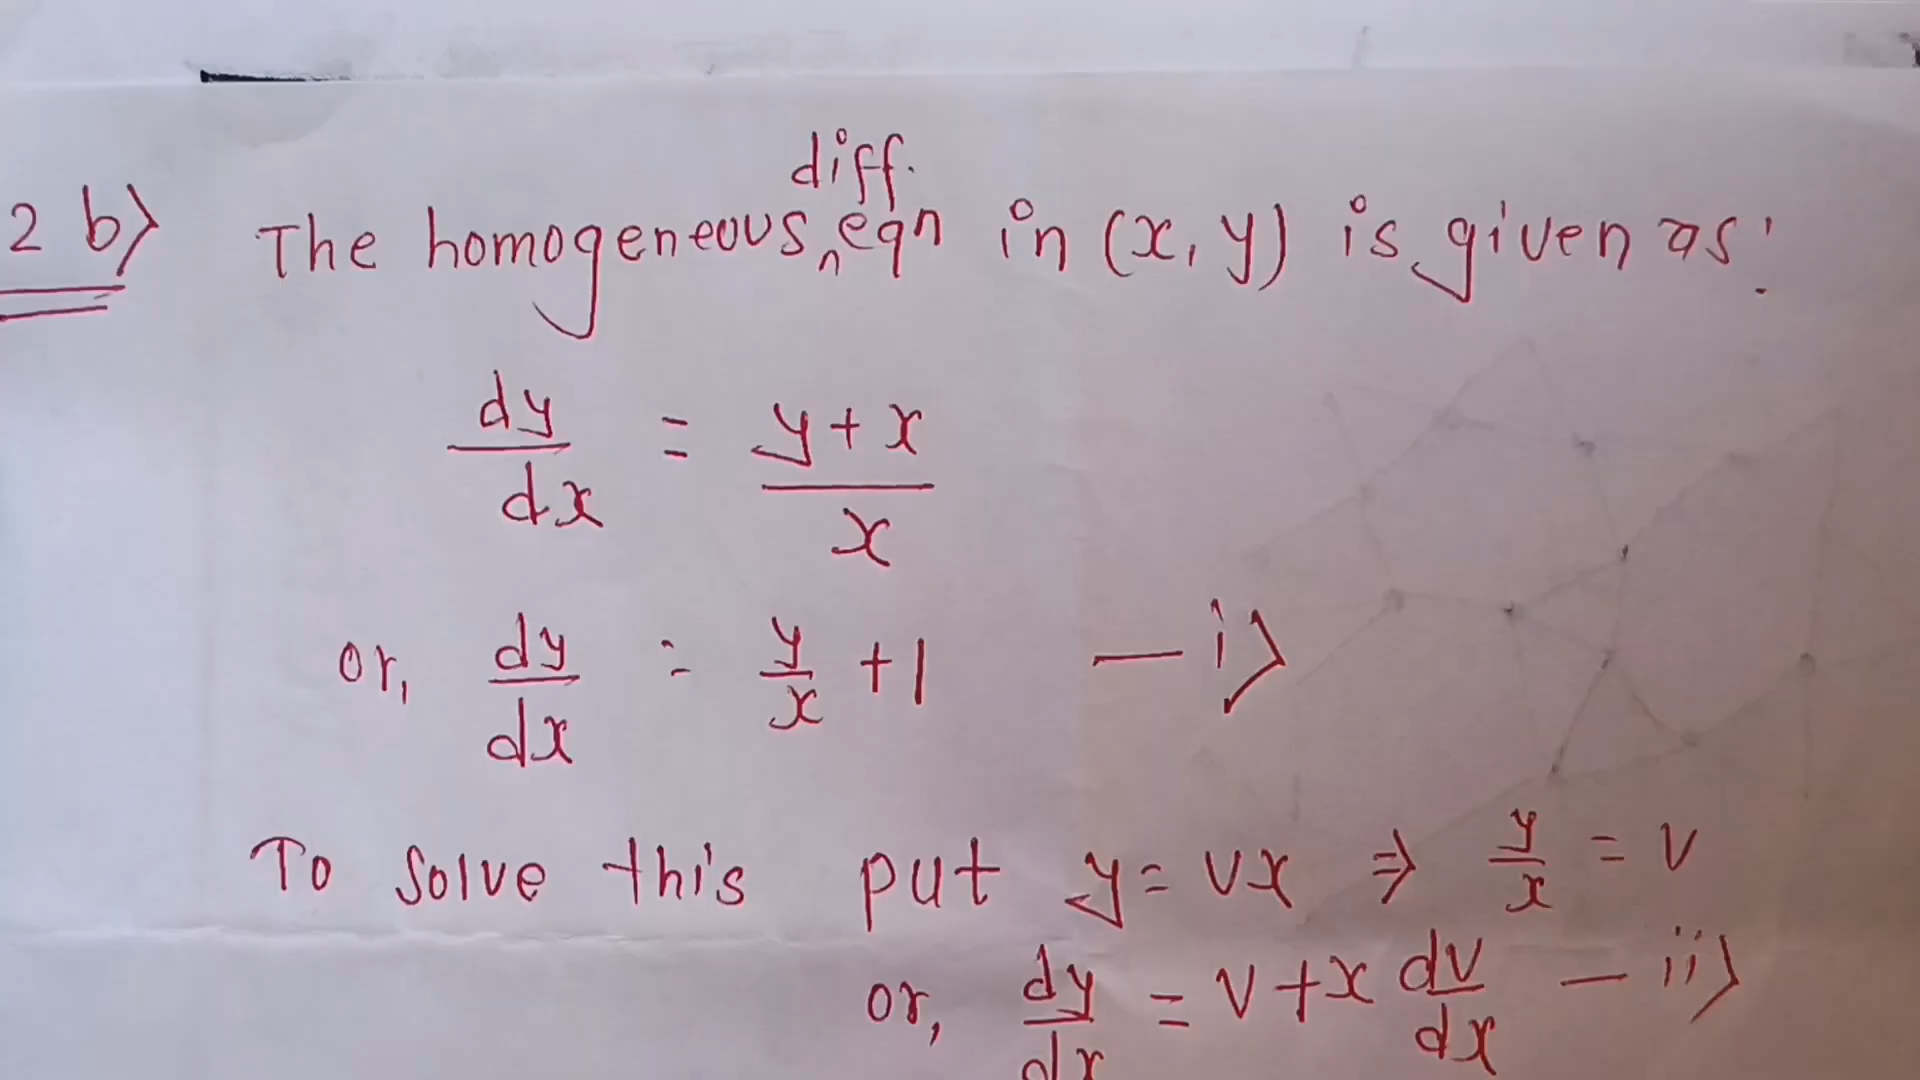 diff.
2 b) The homogeneous ‸ eqn in (x, y) is given as:
dy/dx = y+x/x
or, dy/dx = y/x +1 — i)
To solve this put y= vx ⇒ y/x = v
or, dy/dx = v+x dv/dx — ii)